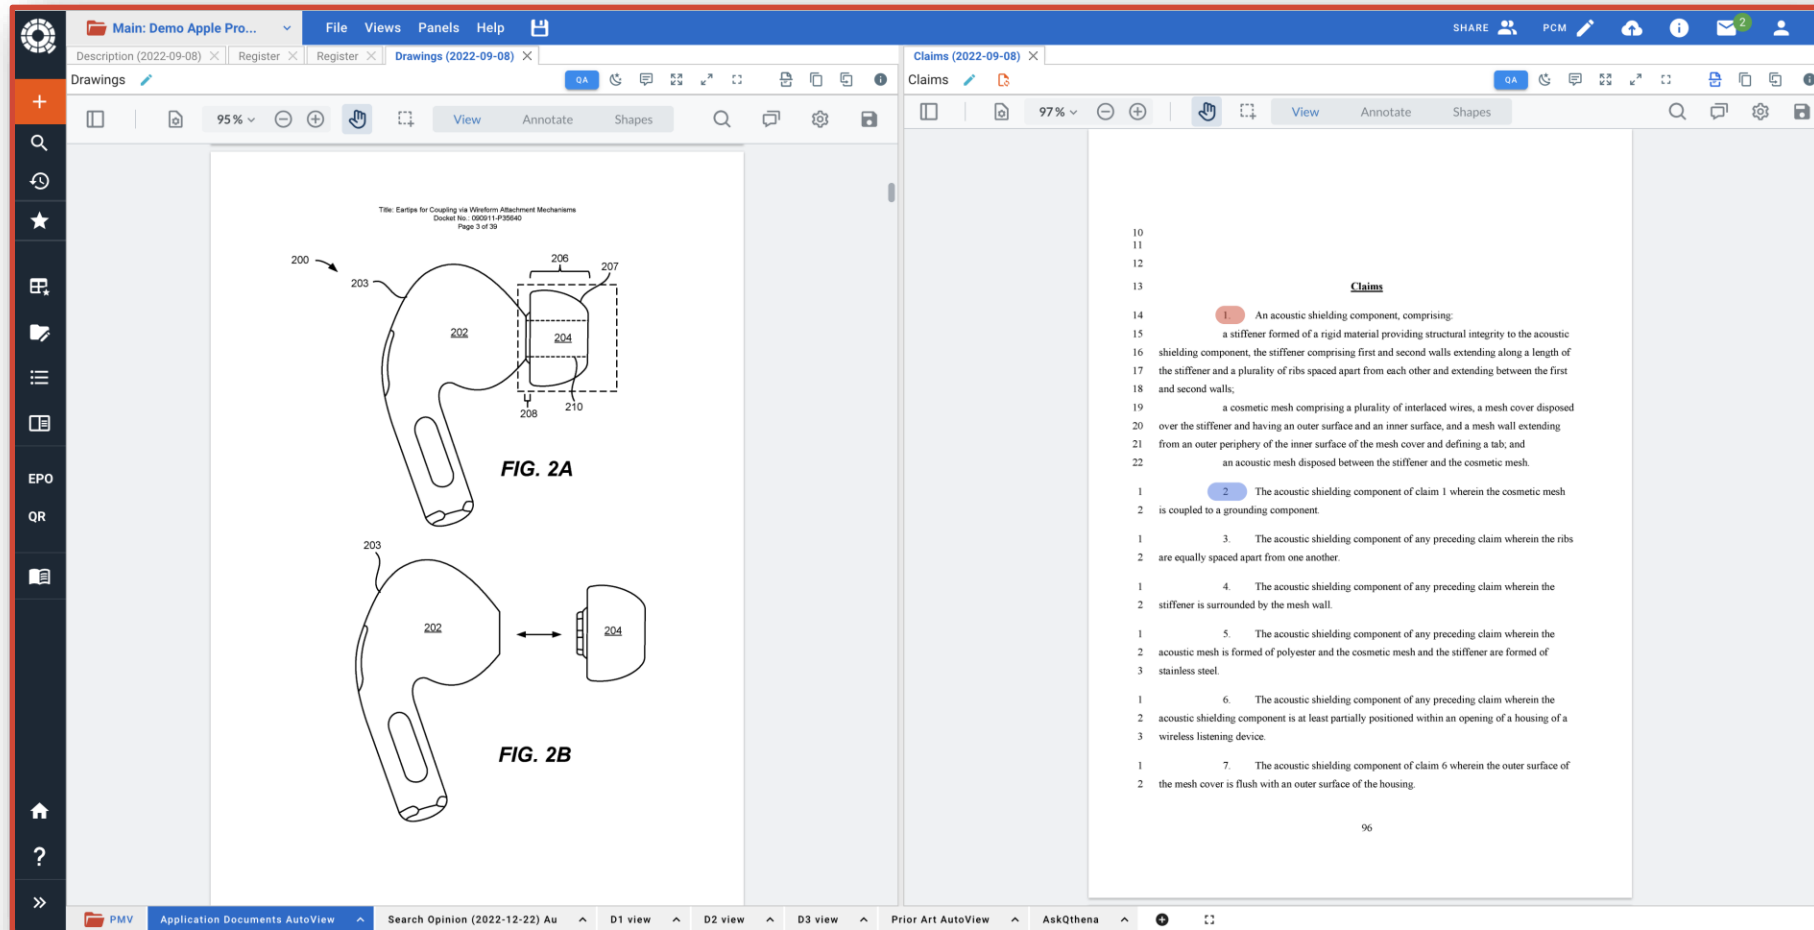 Main: Demo Apple Pro...
File Views Panels Help
SHARE
PCM
2
Description (2022-09-08)
Register
Register
Drawings (2022-09-08)
Drawings
QA
95%
View
Annotate
Shapes
Title: Eartips for Coupling via Wireform Attachment Mechanisms
Docket No.: 090911-P35640
Page 3 of 39
200
203
206
207
202
204
208
210
FIG. 2A
203
202
204
FIG. 2B
Claims (2022-09-08)
Claims
QA
97%
View
Annotate
Shapes
10
11
12
13 Claims
14 1. An acoustic shielding component, comprising:
15 a stiffener formed of a rigid material providing structural integrity to the acoustic
16 shielding component, the stiffener comprising first and second walls extending along a length of
17 the stiffener and a plurality of ribs spaced apart from each other and extending between the first
18 and second walls;
19 a cosmetic mesh comprising a plurality of interlaced wires, a mesh cover disposed
20 over the stiffener and having an outer surface and an inner surface, and a mesh wall extending
21 from an outer periphery of the inner surface of the mesh cover and defining a tab; and
22 an acoustic mesh disposed between the stiffener and the cosmetic mesh.
1 2 The acoustic shielding component of claim 1 wherein the cosmetic mesh
2 is coupled to a grounding component.
1 3. The acoustic shielding component of any preceding claim wherein the ribs
2 are equally spaced apart from one another.
1 4. The acoustic shielding component of any preceding claim wherein the
2 stiffener is surrounded by the mesh wall.
1 5. The acoustic shielding component of any preceding claim wherein the
2 acoustic mesh is formed of polyester and the cosmetic mesh and the stiffener are formed of
3 stainless steel.
1 6. The acoustic shielding component of any preceding claim wherein the
2 acoustic shielding component is at least partially positioned within an opening of a housing of a
3 wireless listening device.
1 7. The acoustic shielding component of claim 6 wherein the outer surface of
2 the mesh cover is flush with an outer surface of the housing.
96
EPO
QR
PMV
Application Documents AutoView
Search Opinion (2022-12-22) Au
D1 view
D2 view
D3 view
Prior Art AutoView
AskQthena